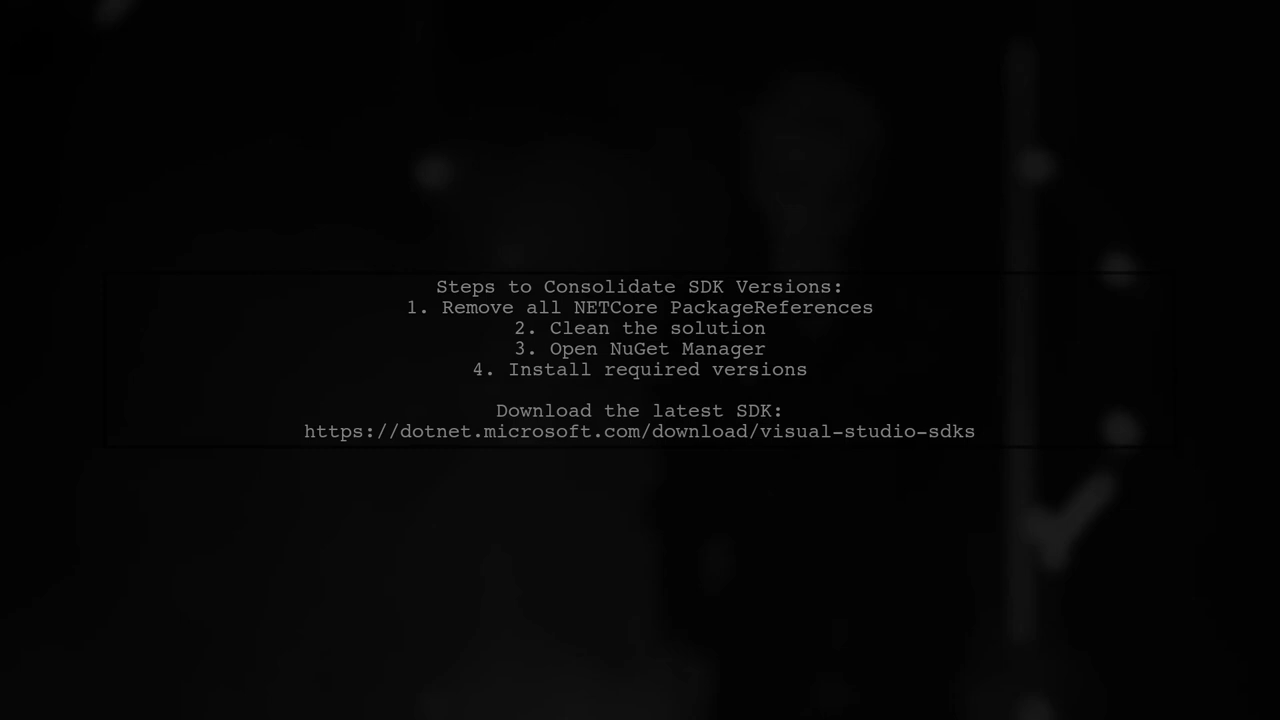 Steps to Consolidate SDK Versions:
1. Remove all NETCore PackageReferences
2. Clean the solution
3. Open NuGet Manager
4. Install required versions
Download the latest SDK:
https://dotnet.microsoft.com/download/visual-studio-sdks